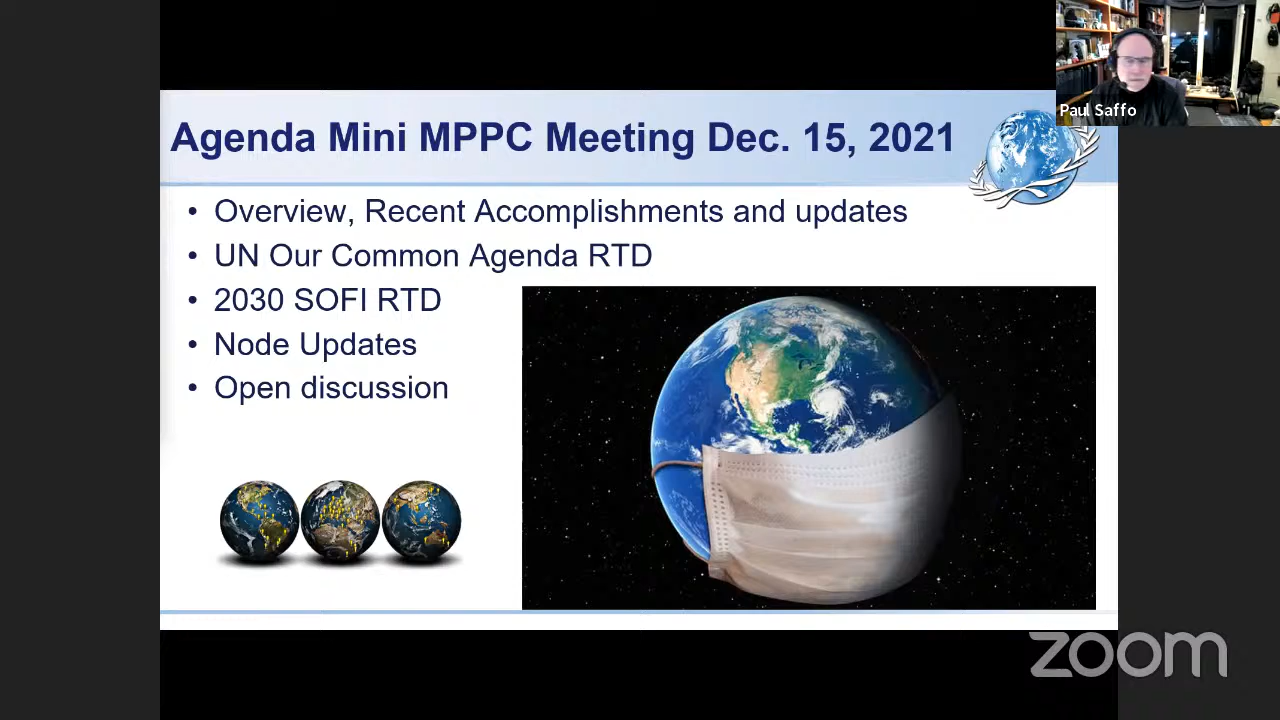 Paul Saffo
Agenda Mini MPPC Meeting Dec. 15, 2021
• Overview, Recent Accomplishments and updates
• UN Our Common Agenda RTD
• 2030 SOFI RTD
• Node Updates
• Open discussion
zoom